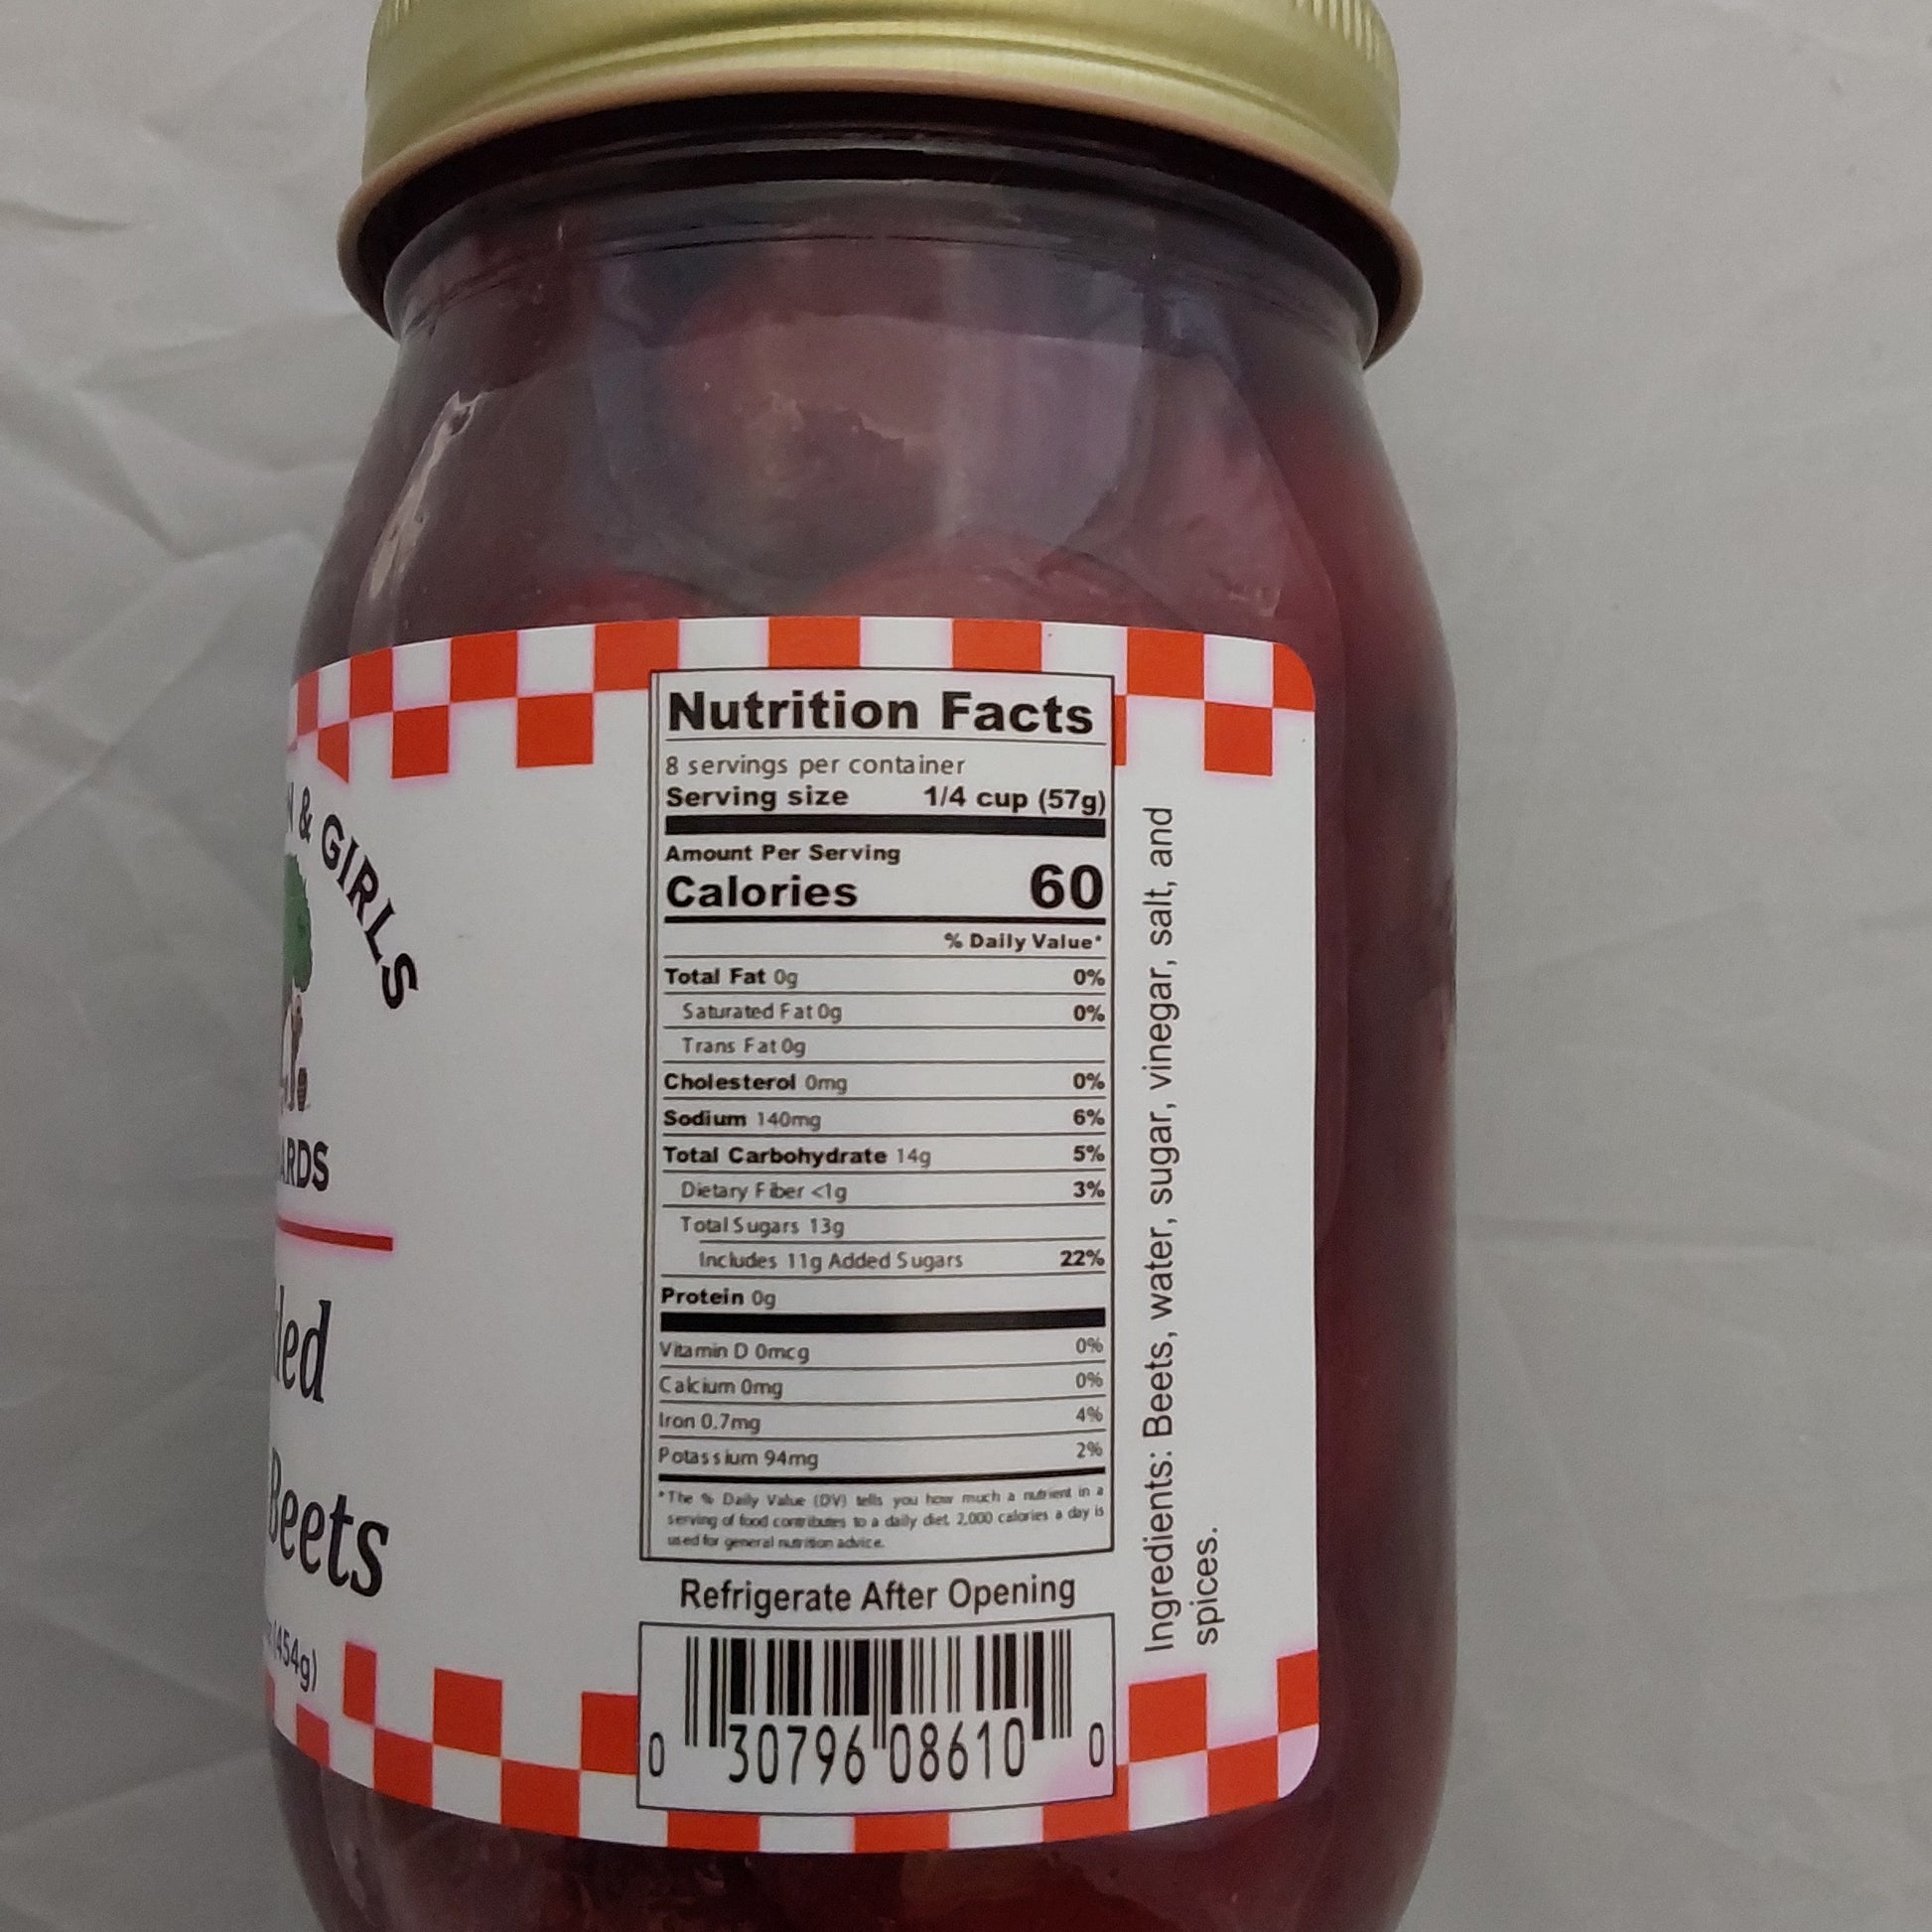 & GIRLS
Beets
(454g)
Nutrition Facts
8 servings per container
Serving size 1/4 cup (57g)
Amount Per Serving
Calories 60
% Daily Value*
Total Fat 0g 0%
Saturated Fat 0g 0%
Trans Fat 0g
Cholesterol 0mg 0%
Sodium 140mg 6%
Total Carbohydrate 14g 5%
Dietary Fiber <1g 3%
Total Sugars 13g
Includes 11g Added Sugars 22%
Protein 0g
Vitamin D 0mcg 0%
Calcium 0mg 0%
Iron 0.7mg 4%
Potassium 94mg 2%
*The % Daily Value (DV) tells you how much a nutrient in a
serving of food contributes to a daily diet. 2,000 calories a day is
used for general nutrition advice.
Refrigerate After Opening
0 30796 08610 0
Ingredients: Beets, water, sugar, vinegar, salt, and
spices.